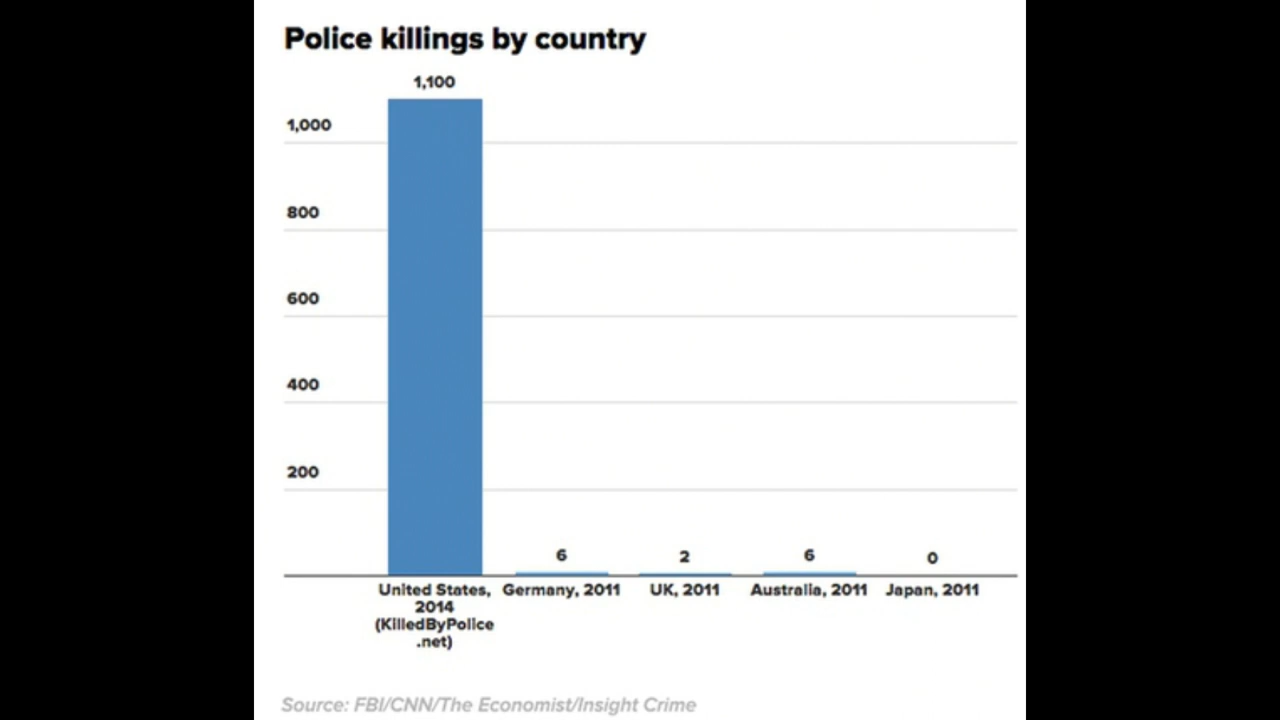 Police killings by country
1,100
1,000
800
600
400
200
6
2
6
0
United States,
2014
(KilledByPolice
.net)
Germany, 2011
UK, 2011
Australia, 2011
Japan, 2011
Source: FBI/CNN/The Economist/Insight Crime